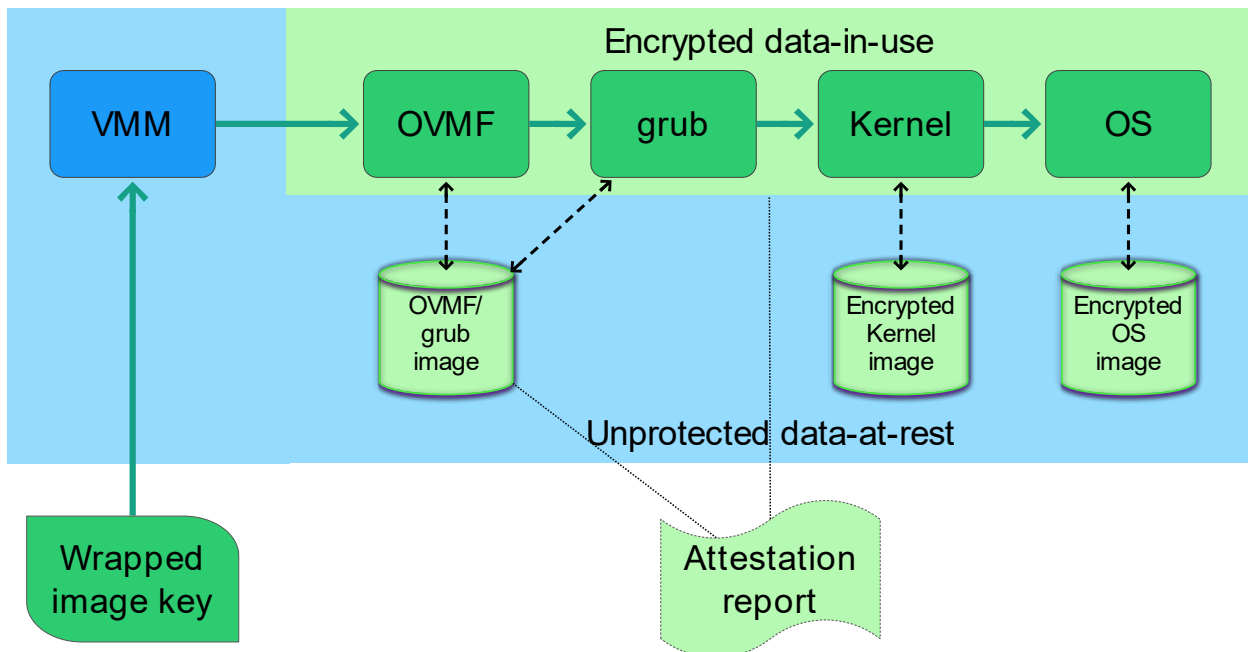 Encrypted data-in-use
VMM
OVMF
grub
Kernel
OS
OVMF/
grub
image
Encrypted
Kernel
image
Encrypted
OS
image
Unprotected data-at-rest
Wrapped
image key
Attestation
report